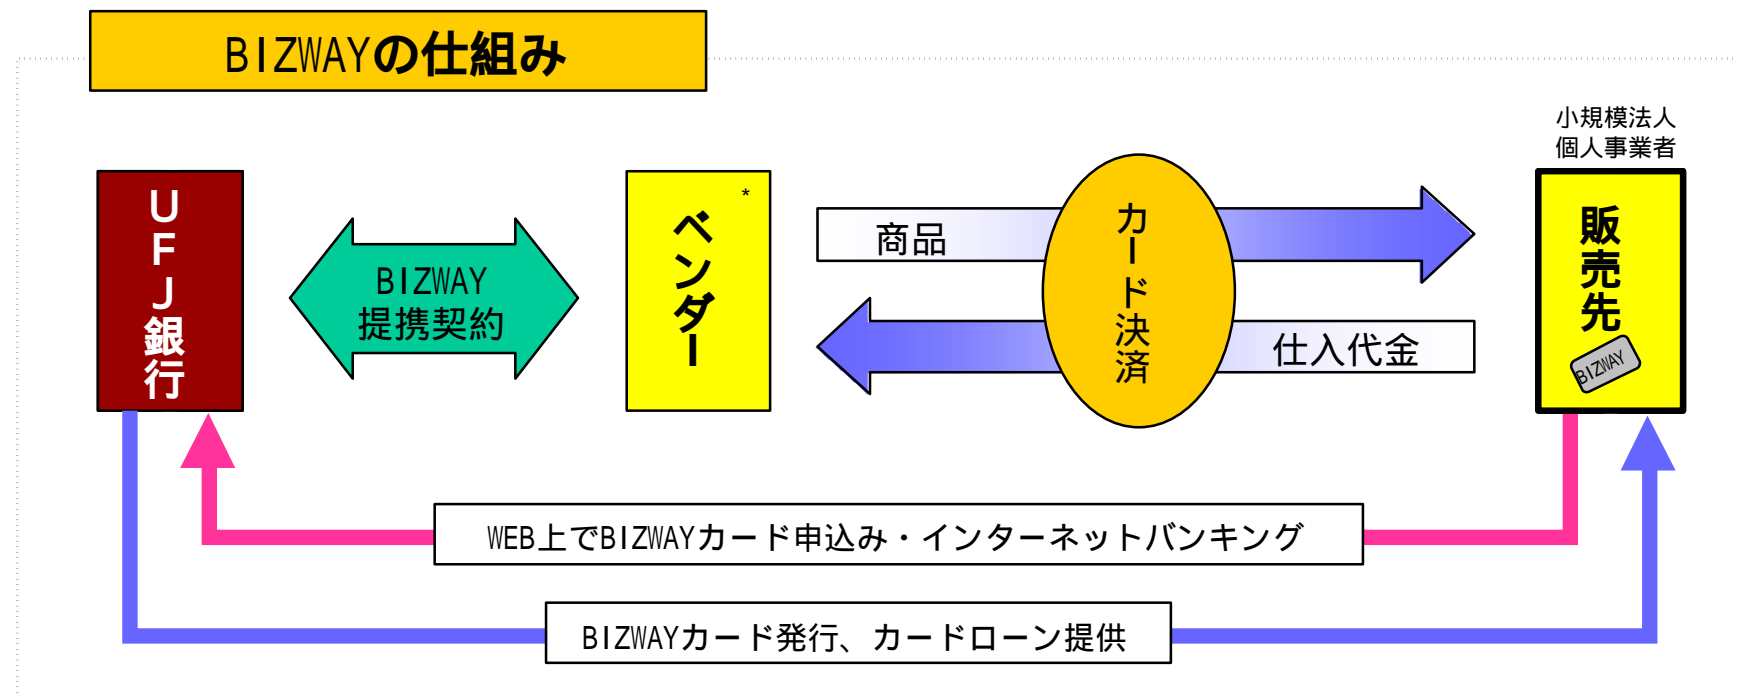 BIZWAYの仕組み
小規模法人
個人事業者
UFJ銀行
BIZWAY
提携契約
*
ベンダー
商品
カード決済
仕入代金
販売先
BIZWAY
WEB上でBIZWAYカード申込み・インターネットバンキング
BIZWAYカード発行、カードローン提供